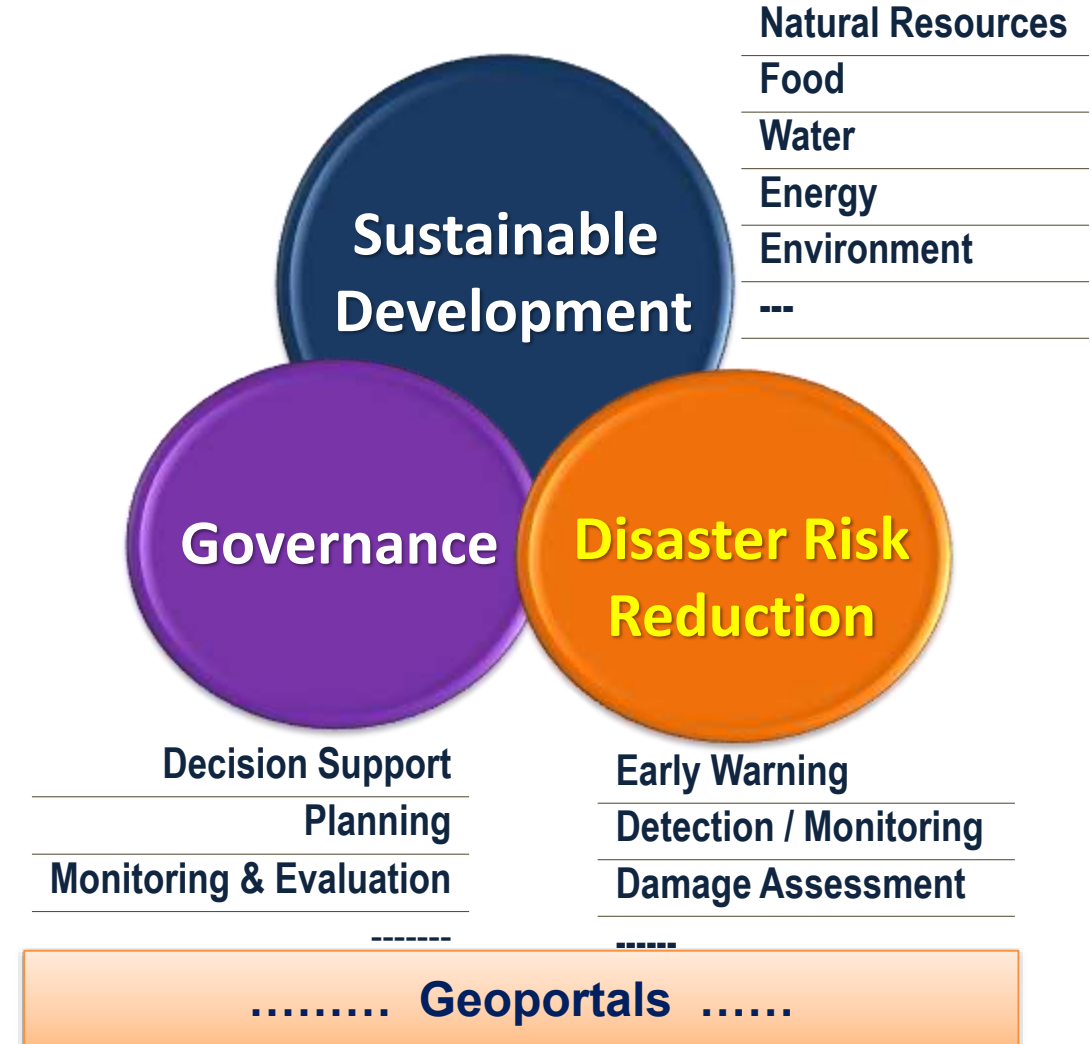 Natural Resources
Food
Water
Energy
Environment
---
Sustainable
Development
Governance
Disaster Risk
Reduction
Decision Support
Planning
Monitoring & Evaluation
-------
Early Warning
Detection / Monitoring
Damage Assessment
------
......... Geoportals ......